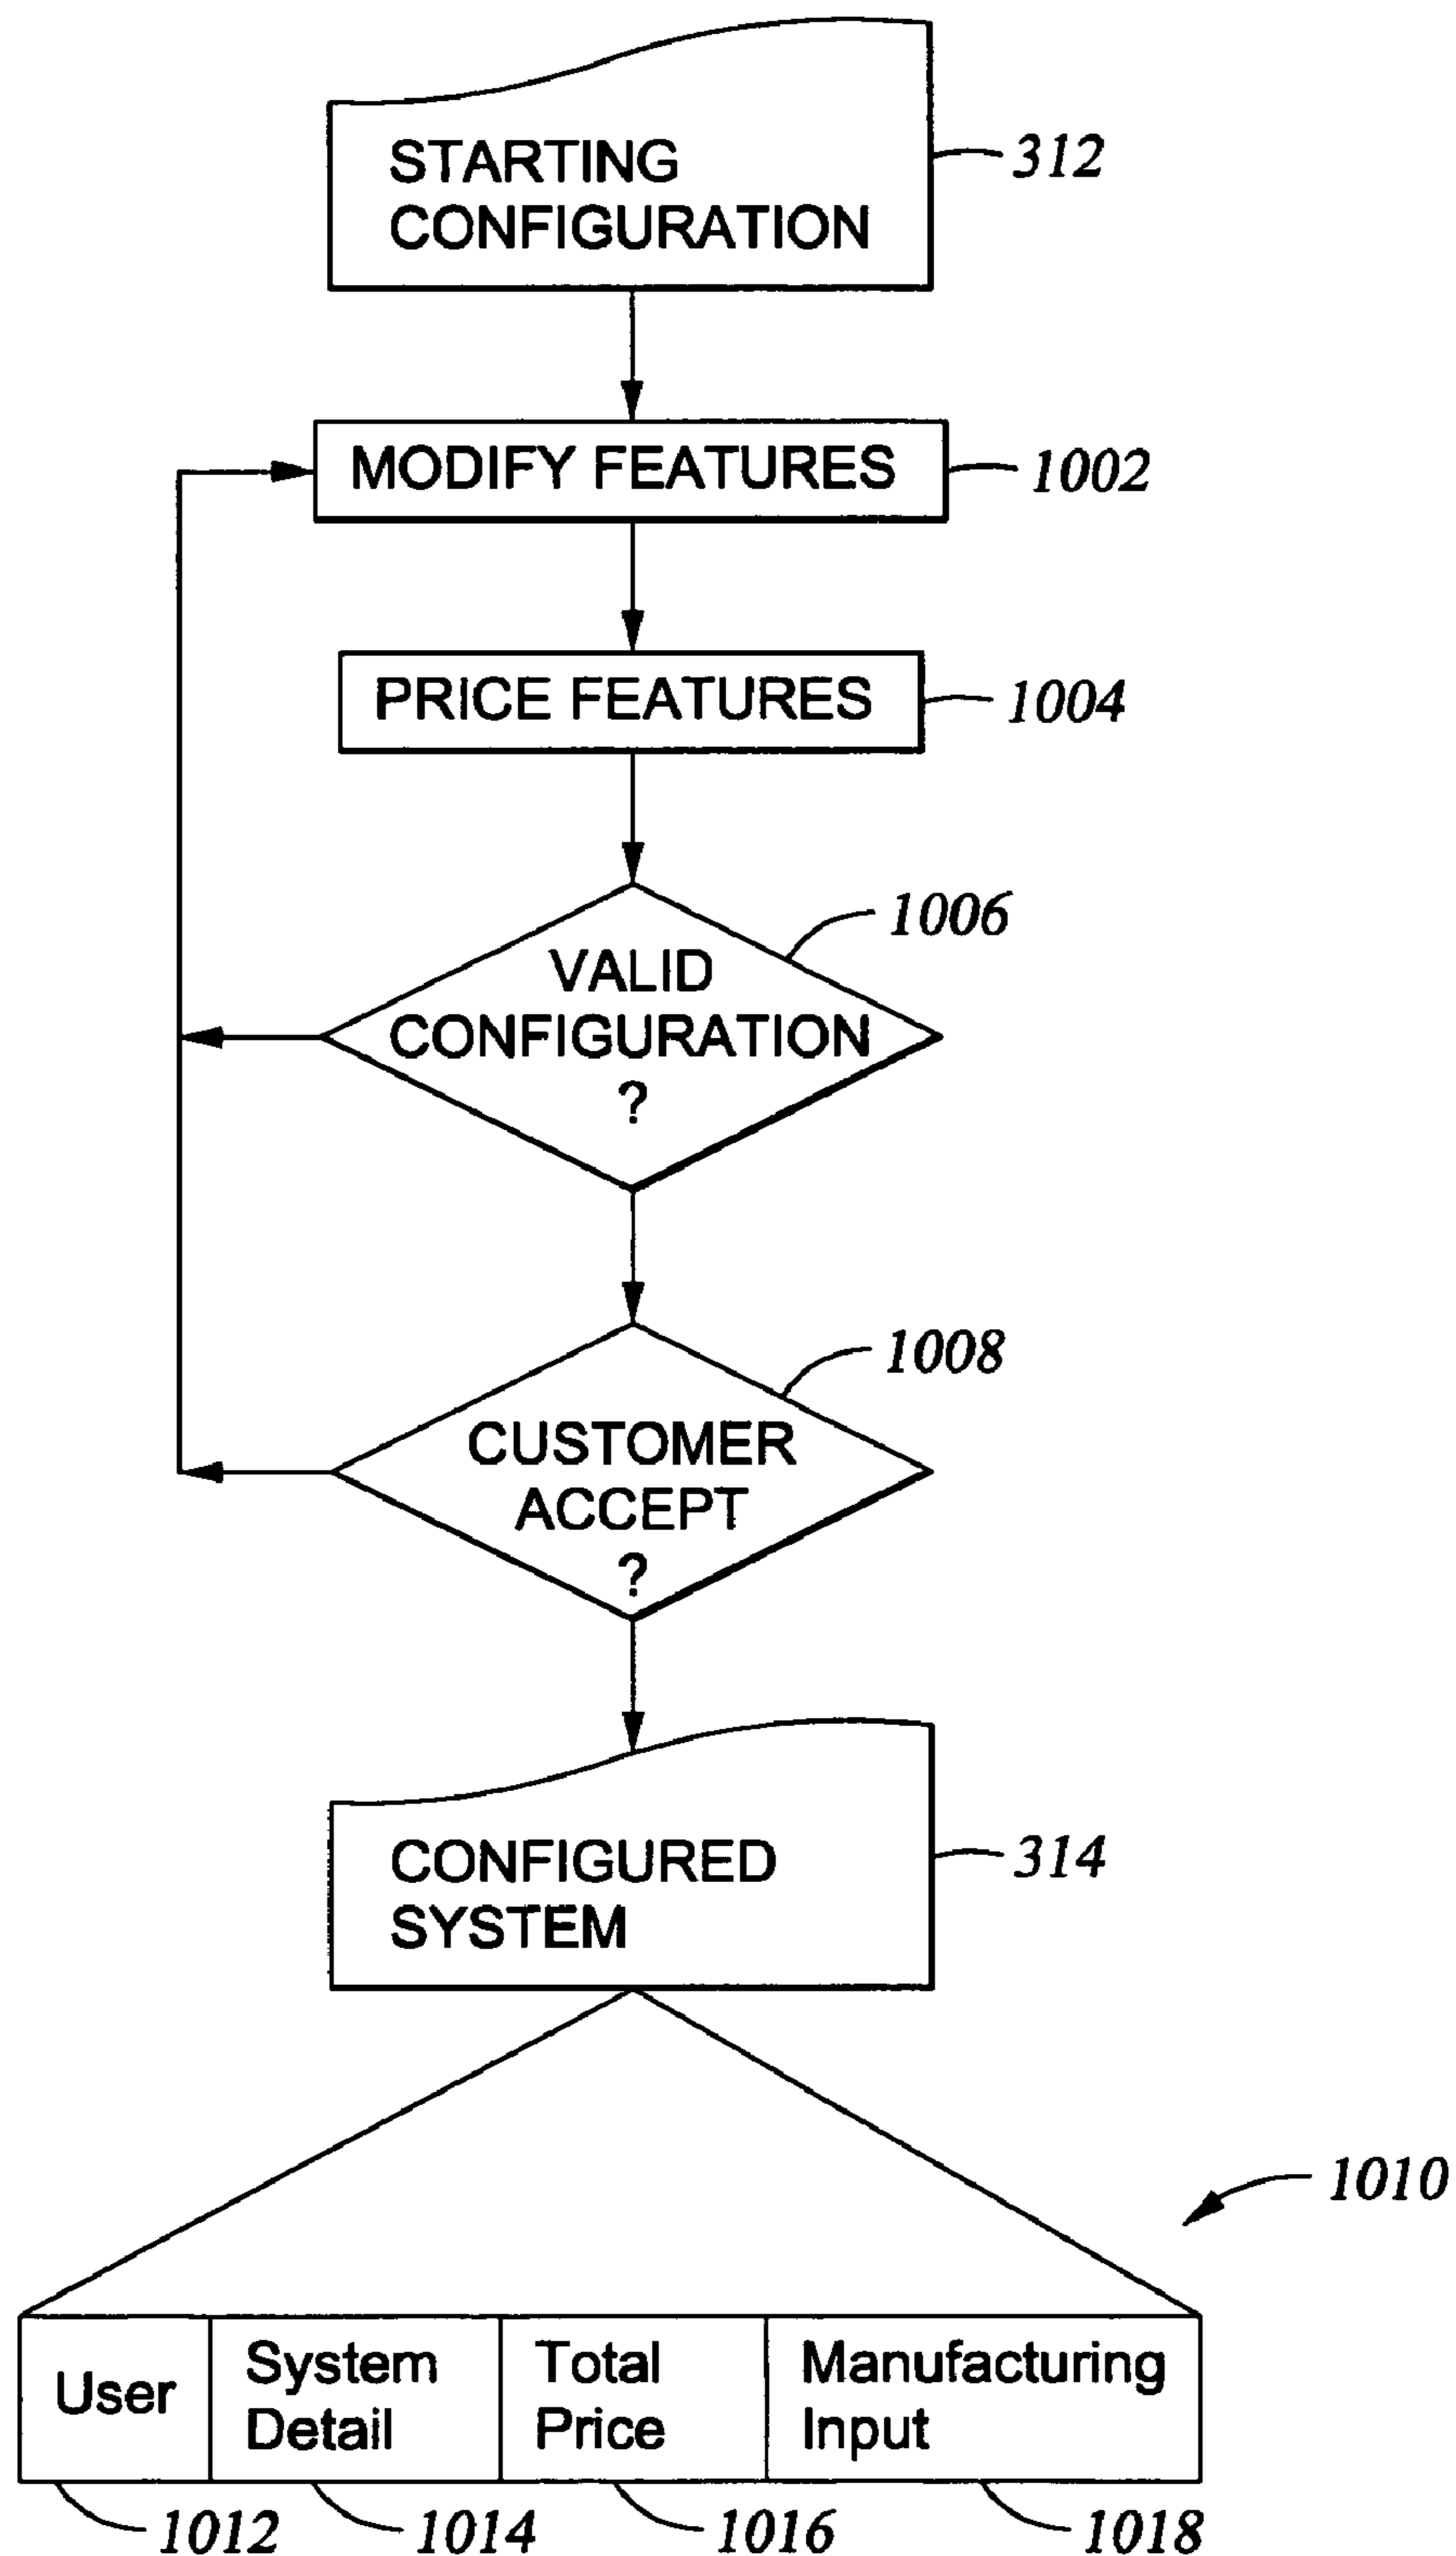 STARTING
CONFIGURATION
312
MODIFY FEATURES
1002
PRICE FEATURES
1004
1006
VALID
CONFIGURATION
?
1008
CUSTOMER
ACCEPT
?
CONFIGURED
SYSTEM
314
1010
User
System
Detail
Total
Price
Manufacturing
Input
1012
1014
1016
1018